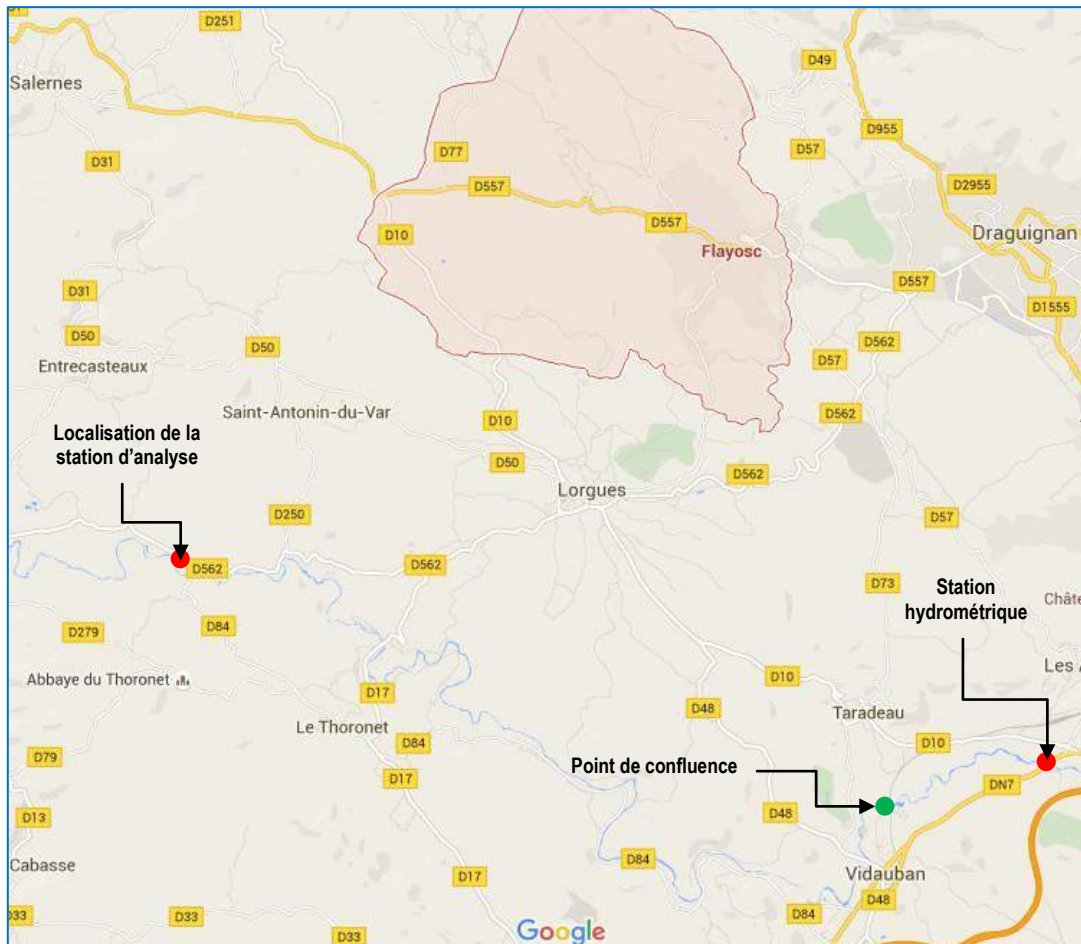 D251
D49
Salernes
D955
D31
D77
D57
D557
D2955
D557
Draguignan
D10
Flayosc
D557
D31
D1555
D50
D562
D50
Entrecasteaux
D57
Saint-Antonin-du-Var
D562
D10
Localisation de la
station d'analyse
D50
D562
Lorgues
D250
D57
D562
D562
D73
Station
hydrométrique
Châte
D279
D84
Les A
D10
Abbaye du Thoronet
D17
D48
Taradeau
Le Thoronet
D84
D10
D79
Point de confluence
D17
DN7
D13
D48
D84
Cabasse
D17
Vidauban
D33
D48
D84
D33
Google